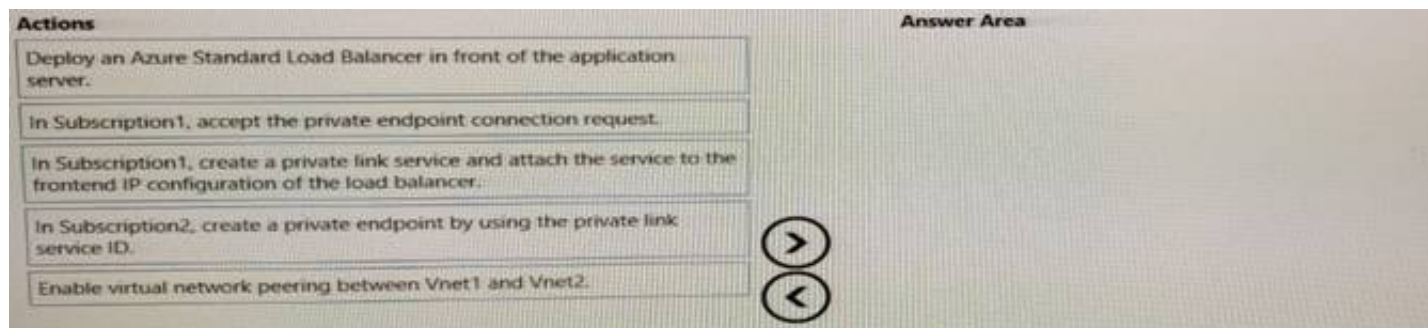 Actions
Answer Area
Deploy an Azure Standard Load Balancer in front of the application
server.
In Subscription1, accept the private endpoint connection request.
In Subscription1, create a private link service and attach the service to the
frontend IP configuration of the load balancer.
In Subscription2, create a private endpoint by using the private link
service ID.
Enable virtual network peering between Vnet1 and Vnet2.